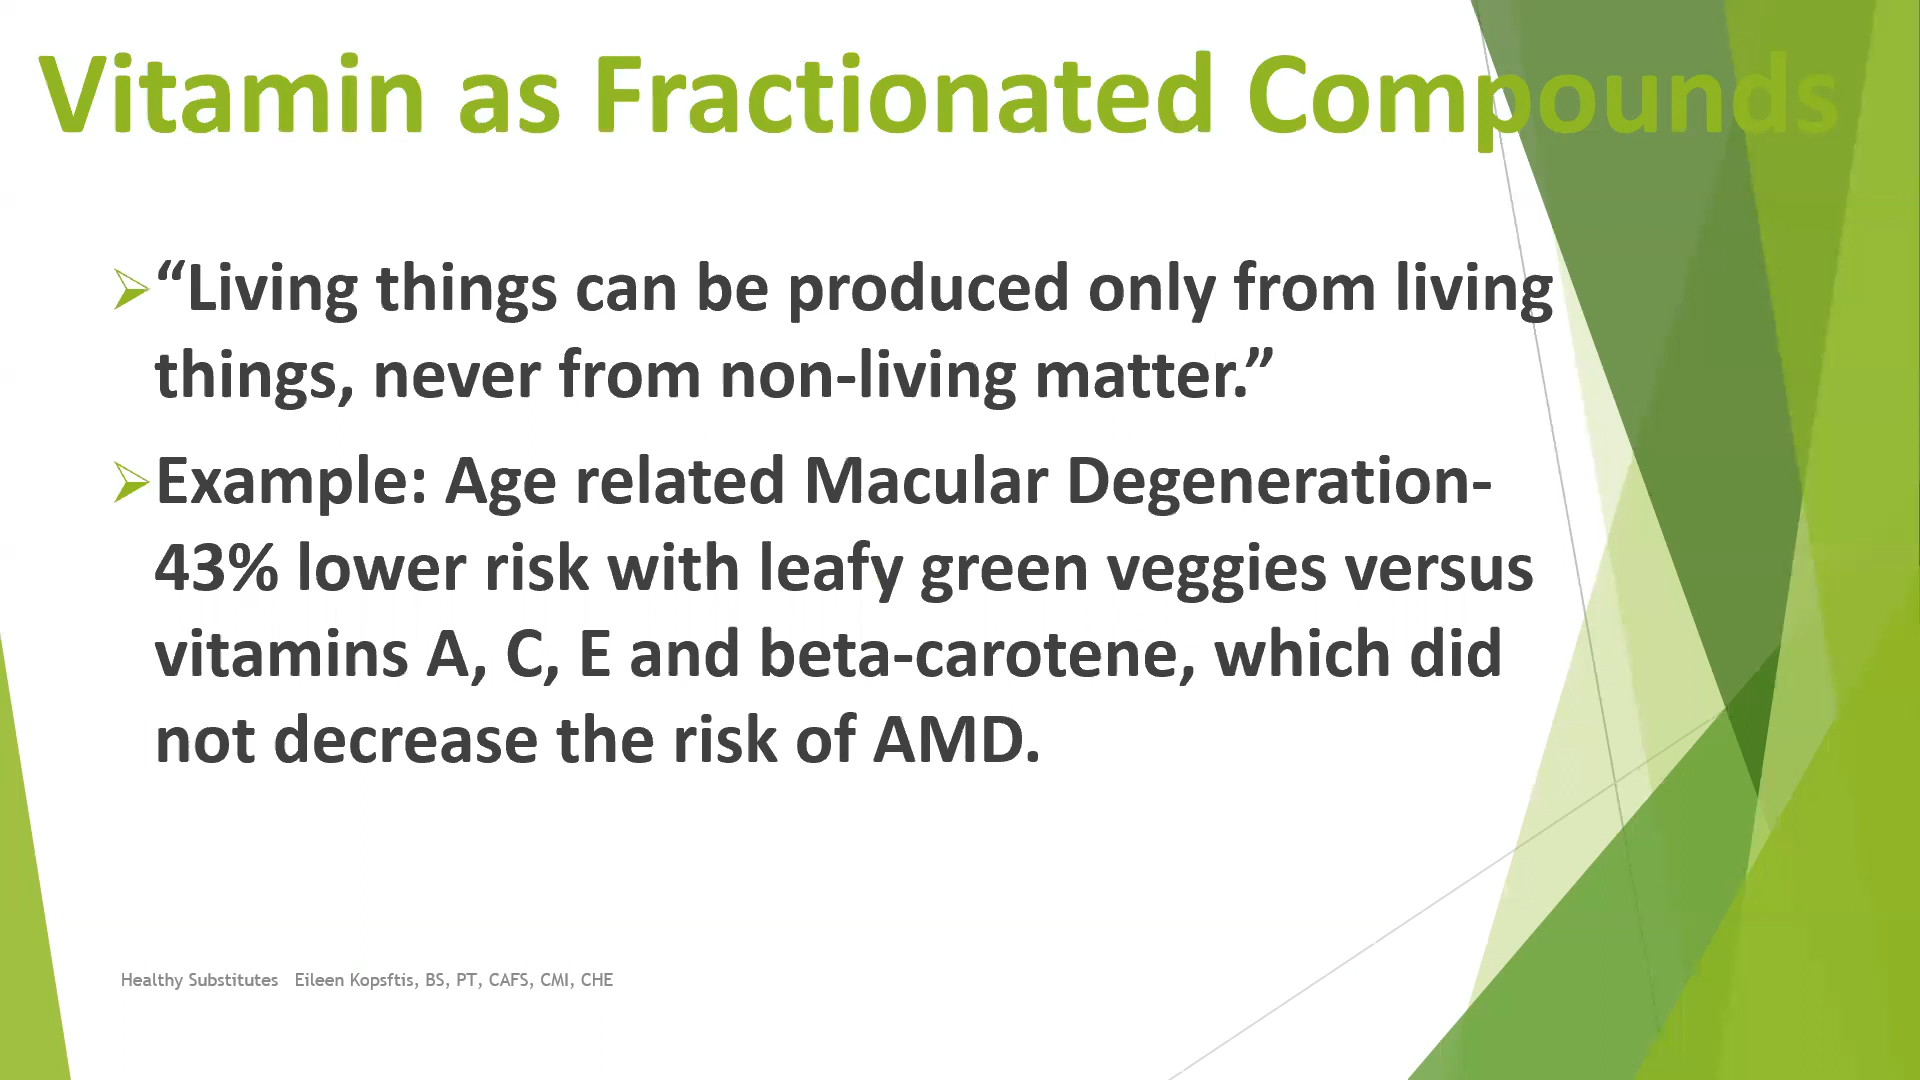 Vitamin as Fractionated Compounds
“Living things can be produced only from living
things, never from non-living matter.”
Example: Age related Macular Degeneration-
43% lower risk with leafy green veggies versus
vitamins A, C, E and beta-carotene, which did
not decrease the risk of AMD.
Healthy Substitutes Eileen Kopsftis, BS, PT, CAFS, CMI, CHE